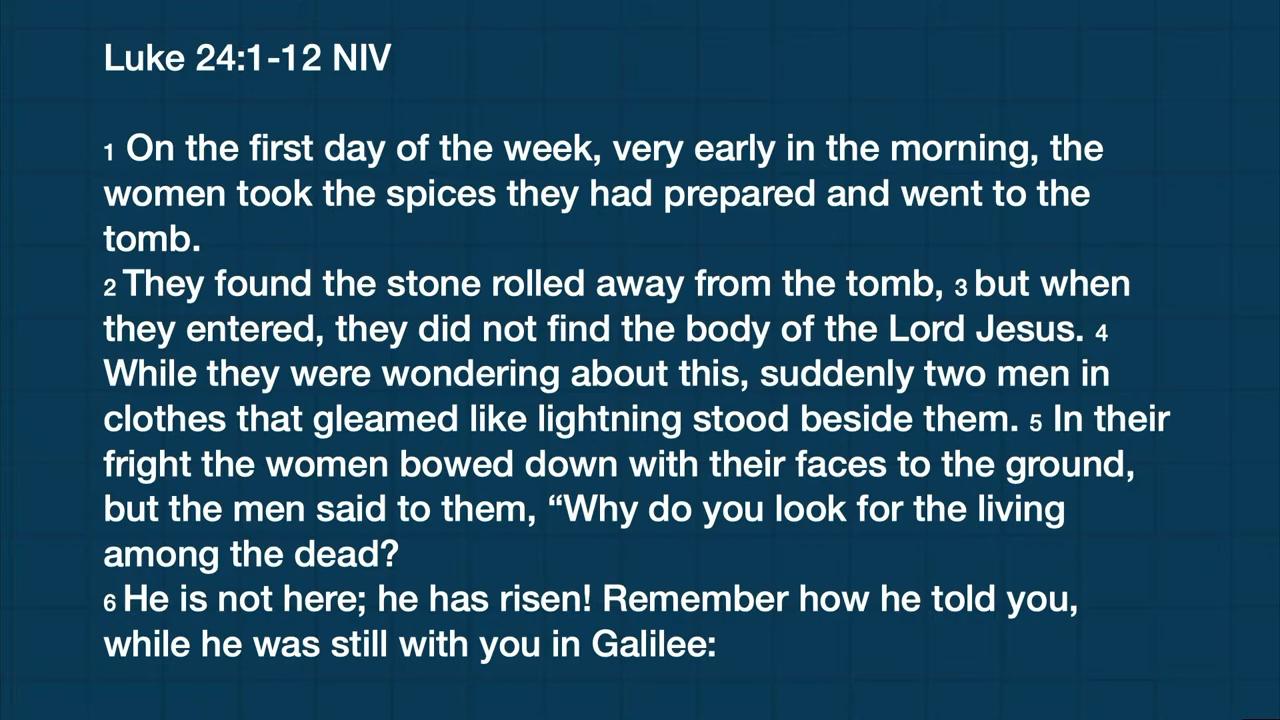 Luke 24:1-12 NIV
1 On the first day of the week, very early in the morning, the
women took the spices they had prepared and went to the
tomb.
2 They found the stone rolled away from the tomb, 3 but when
they entered, they did not find the body of the Lord Jesus. 4
While they were wondering about this, suddenly two men in
clothes that gleamed like lightning stood beside them. 5 In their
fright the women bowed down with their faces to the ground,
but the men said to them, “Why do you look for the living
among the dead?
6 He is not here; he has risen! Remember how he told you,
while he was still with you in Galilee: